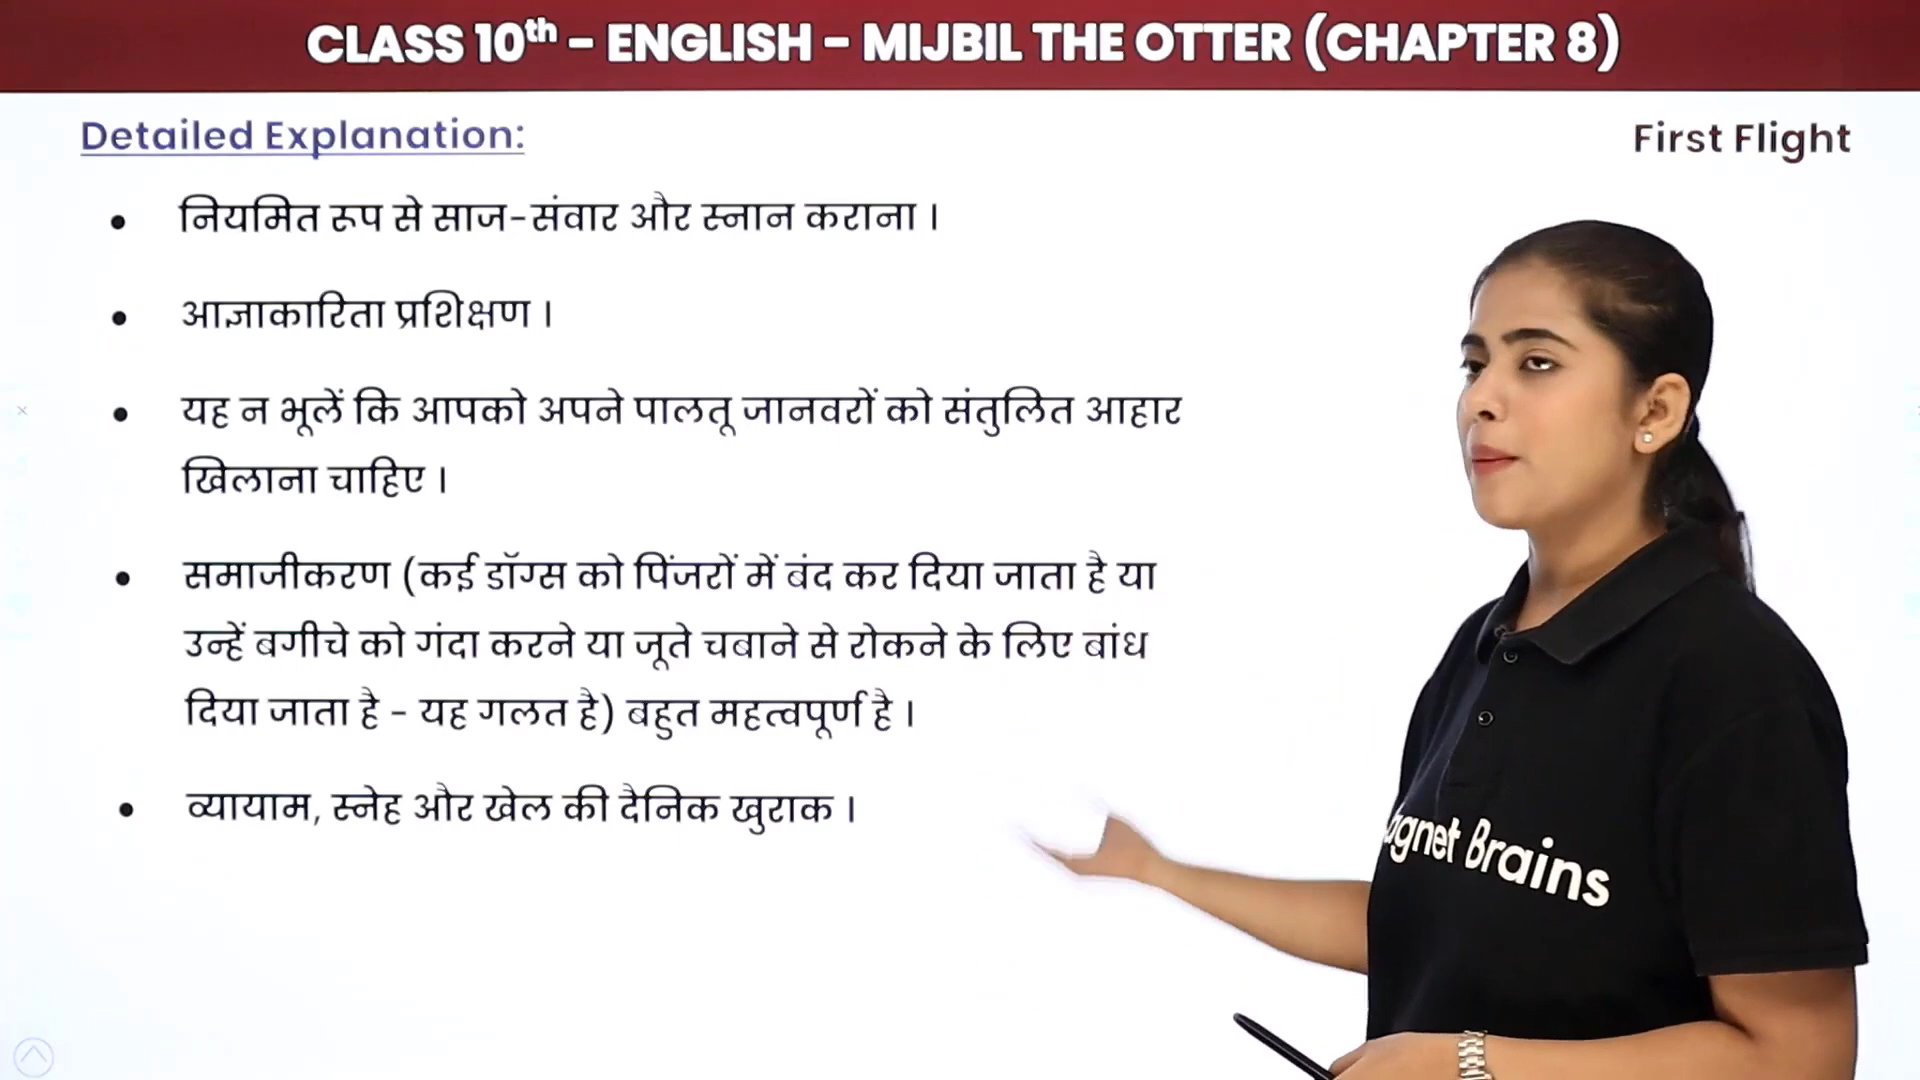 CLASS 10th – ENGLISH – MIJBIL THE OTTER (CHAPTER 8)
Detailed Explanation:
First Flight
• नियमित रूप से साज-संवार और स्नान कराना ।
• आज्ञाकारिता प्रशिक्षण ।
• यह न भूलें कि आपको अपने पालतू जानवरों को संतुलित आहार
खिलाना चाहिए ।
• समाजीकरण (कई डॉग्स को पिंजरों में बंद कर दिया जाता है या
उन्हें बगीचे को गंदा करने या जूते चबाने से रोकने के लिए बांध
दिया जाता है - यह गलत है) बहुत महत्वपूर्ण है ।
• व्यायाम, स्नेह और खेल की दैनिक खुराक ।
agnet Brains